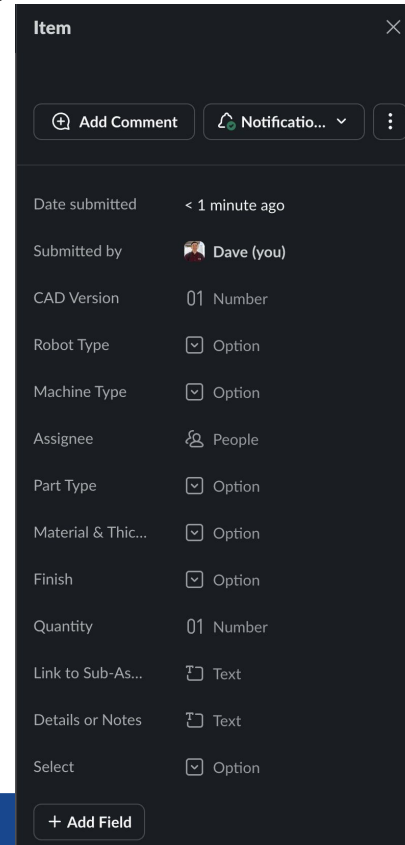 Item
Add Comment Notificatio...
Date submitted < 1 minute ago
Submitted by Dave (you)
CAD Version 01 Number
Robot Type Option
Machine Type Option
Assignee People
Part Type Option
Material & Thic... Option
Finish Option
Quantity 01 Number
Link to Sub-As... T Text
Details or Notes T Text
Select Option
+ Add Field